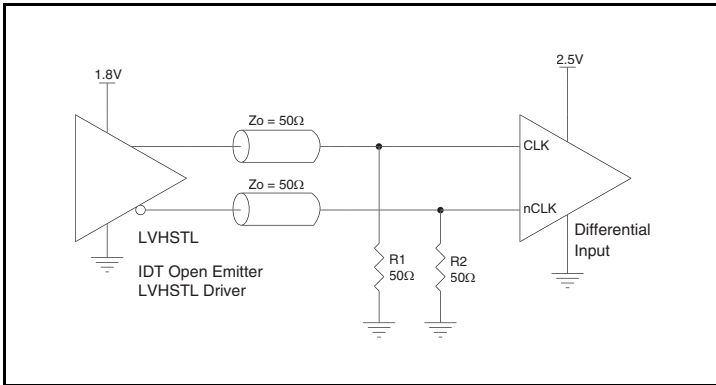 1.8V
2.5V
Zo = 50Ω
CLK
Zo = 50Ω
nCLK
LVHSTL
IDT Open Emitter
LVHSTL Driver
R1
50Ω
R2
50Ω
Differential
Input